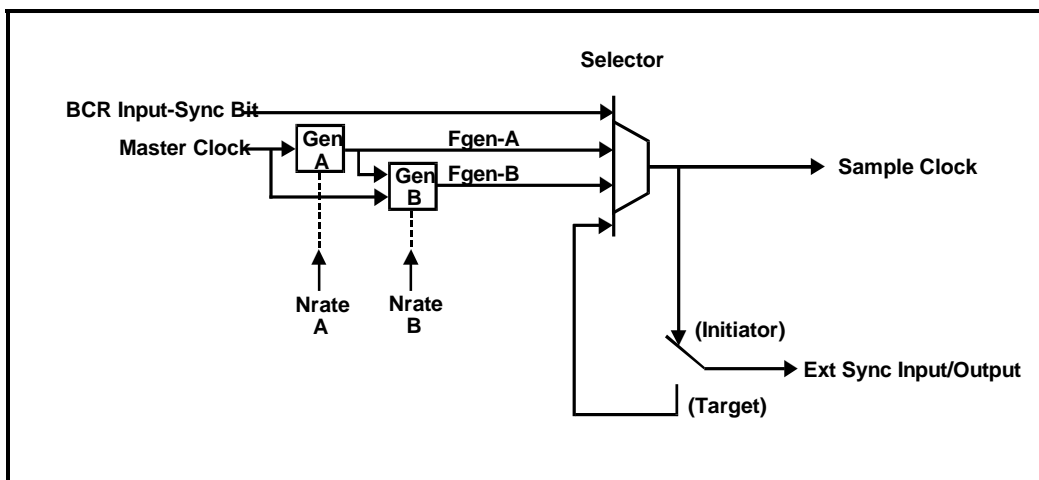 Selector
BCR Input-Sync Bit
Master Clock
Gen
A
Fgen-A
Gen
B
Fgen-B
Sample Clock
Nrate
A
Nrate
B
(Initiator)
Ext Sync Input/Output
(Target)